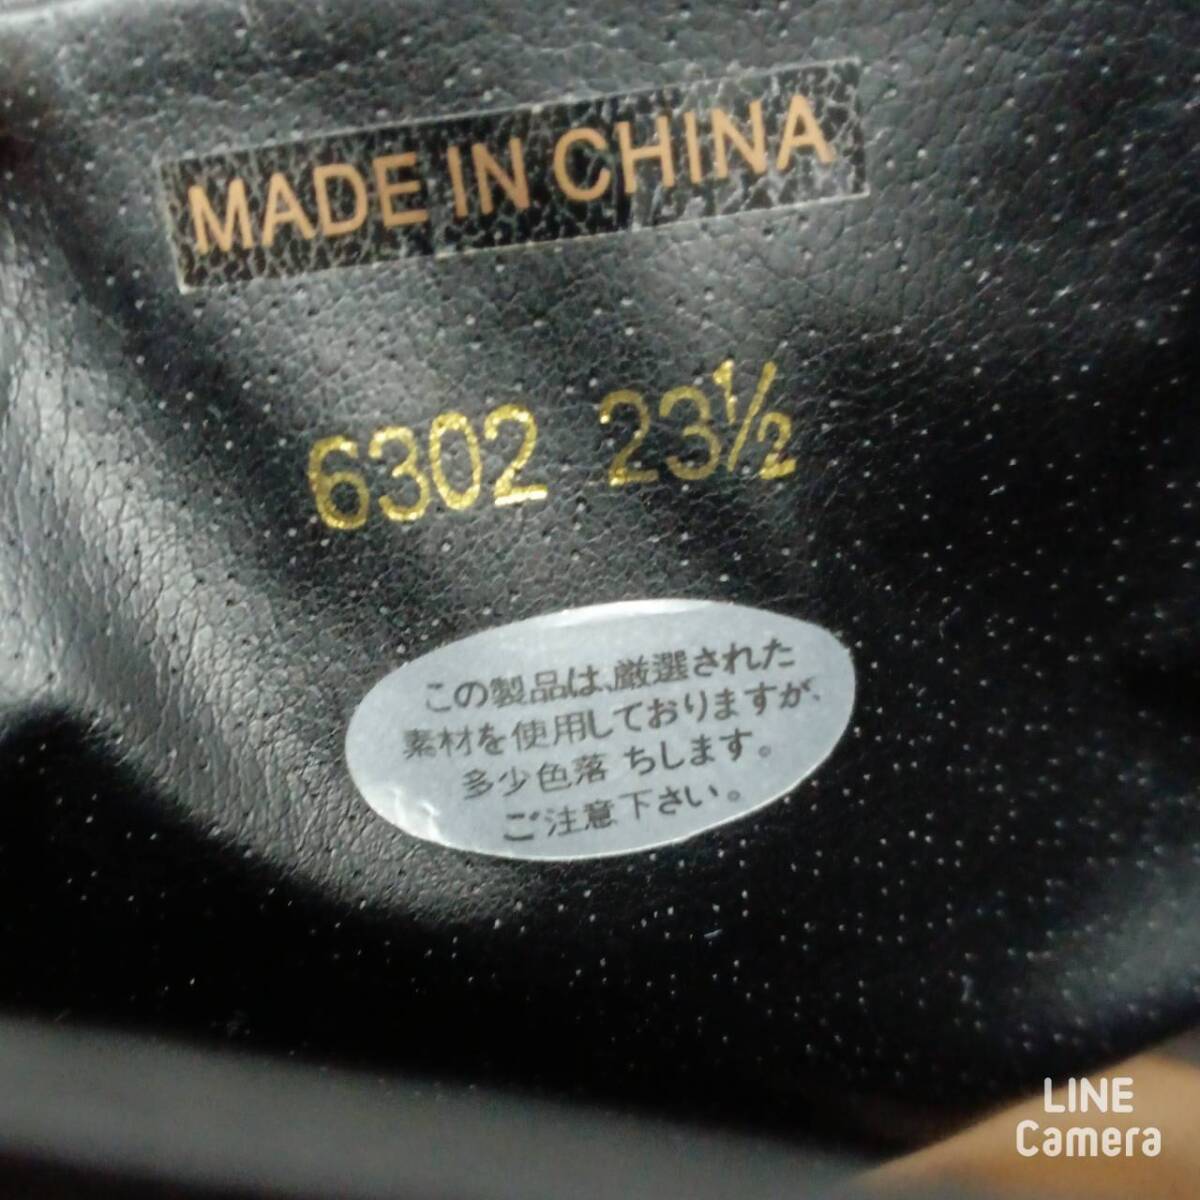 MADE IN CHINA
6302 23½
この製品は、厳選された
素材を使用しておりますが、
多少色落ちします。
ご注意下さい。
LINE
Camera